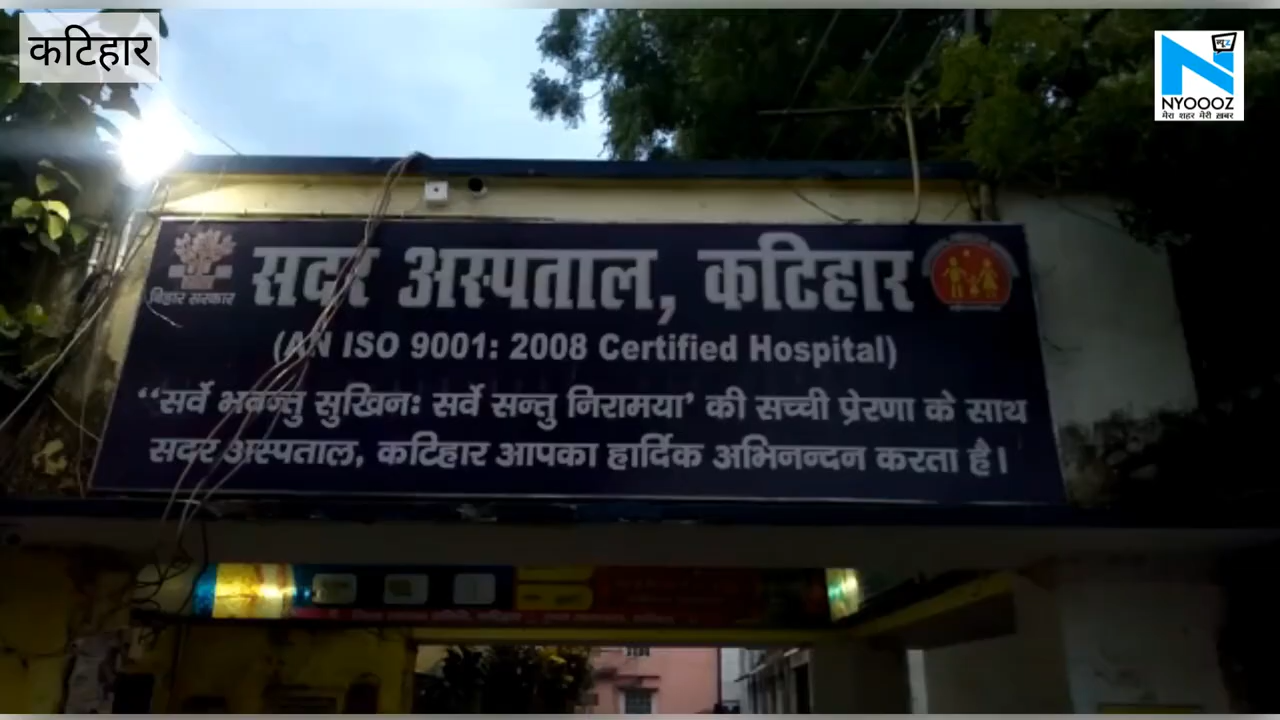 कटिहार
न्यूज़
NYOOOZ
मेरा शहर मेरी ख़बर
बिहार सरकार
सदर अस्पताल, कटिहार
(AN ISO 9001: 2008 Certified Hospital)
“सर्वे भवन्तु सुखिनः सर्वे सन्तु निरामया’ की सच्ची प्रेरणा के साथ
सदर अस्पताल, कटिहार आपका हार्दिक अभिनन्दन करता है।